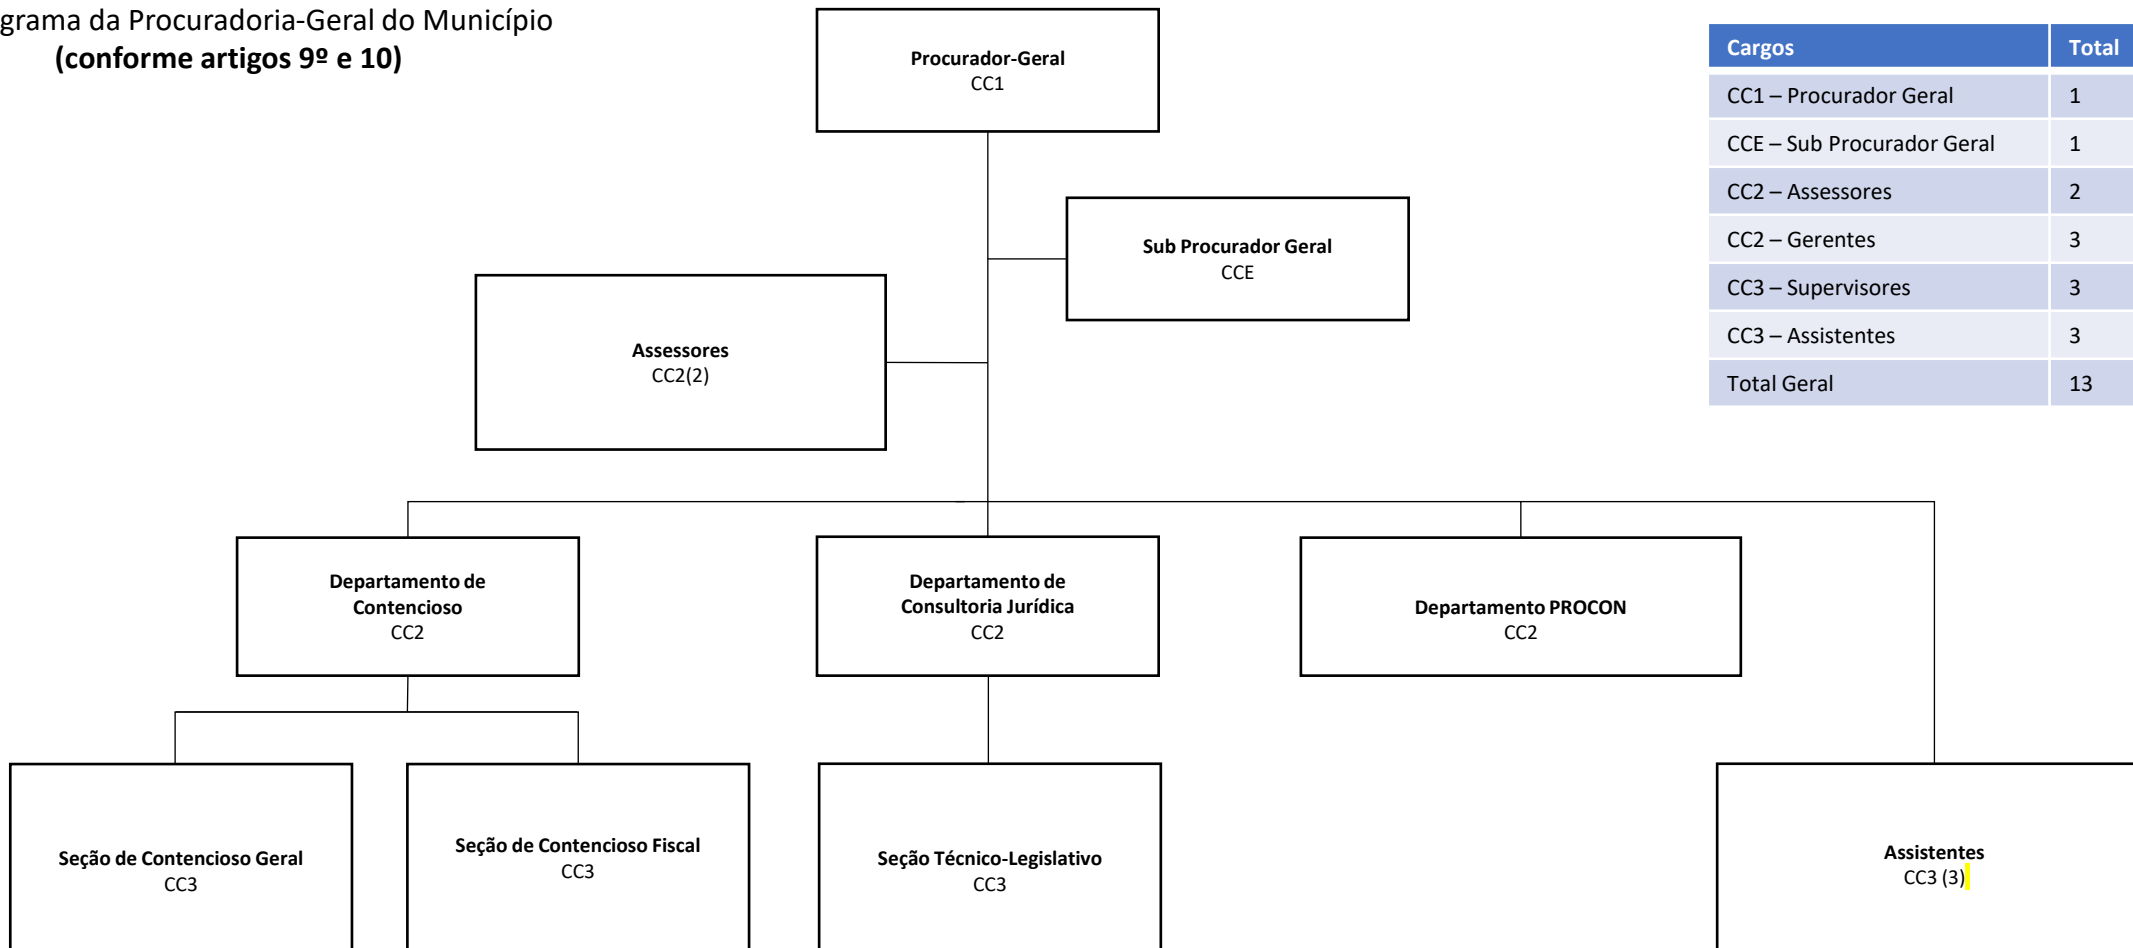 grama da Procuradoria-Geral do Município
(conforme artigos 9º e 10)
Procurador-Geral
CC1
Cargos Total
CC1 – Procurador Geral 1
CCE – Sub Procurador Geral 1
CC2 – Assessores 2
CC2 – Gerentes 3
CC3 – Supervisores 3
CC3 – Assistentes 3
Total Geral 13
Sub Procurador Geral
CCE
Assessores
CC2(2)
Departamento de
Contencioso
CC2
Departamento de
Consultoria Jurídica
CC2
Departamento PROCON
CC2
Seção de Contencioso Geral
CC3
Seção de Contencioso Fiscal
CC3
Seção Técnico-Legislativo
CC3
Assistentes
CC3 (3)